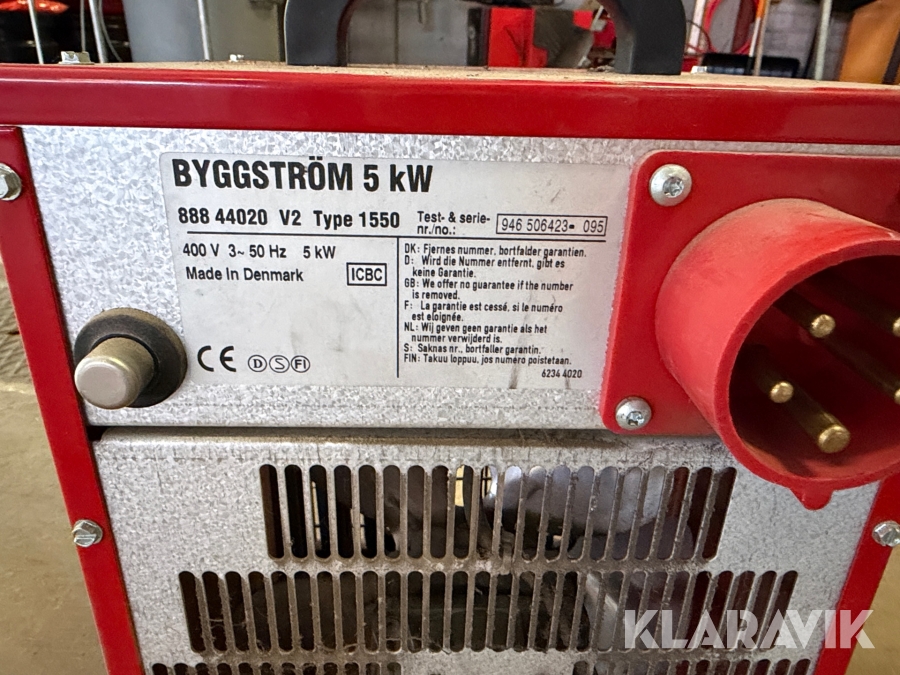 BYGGSTRÖM 5 kW
888 44020 V2 Type 1550
Test- & serie-
nr./no.:
946 506423- 095
400 V 3~ 50 Hz 5 kW
Made In Denmark
ICBC
DK: Fjernes nummer, bortfalder garantien.
D: Wird die Nummer entfernt, gibt es
keine Garantie.
GB: We offer no guarantee if the number
is removed.
F: La garantie est cessé, si le numéro
est eloignée.
NL: Wij geven geen garantie als het
nummer verwijderd is.
S: Saknas nr., bortfaller garantin.
FIN: Takuu loppuu, jos numero poistetaan.
6234 4020
CE D S FI
KLARAVIK